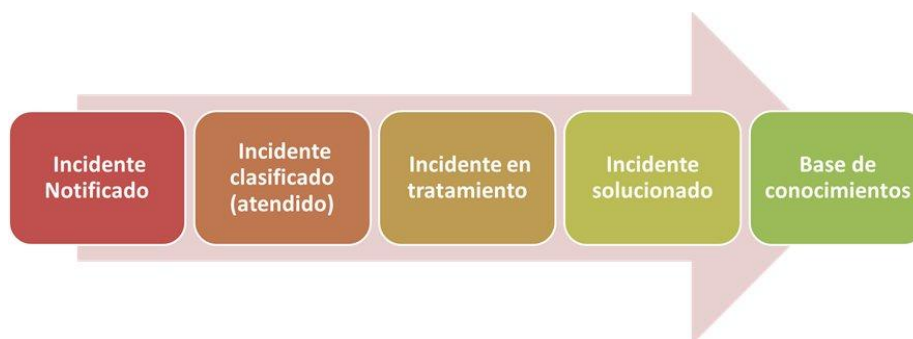 Incidente
Notificado
Incidente
clasificado
(atendido)
Incidente en
tratamiento
Incidente
solucionado
Base de
conocimientos